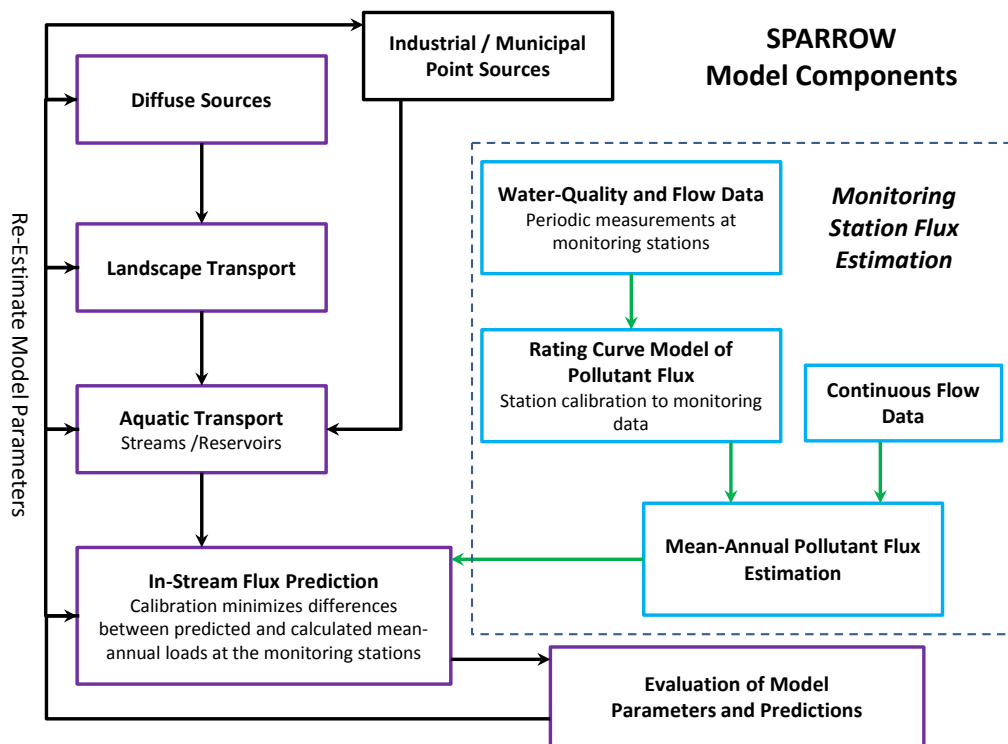 SPARROW
Model Components
Industrial / Municipal
Point Sources
Diffuse Sources
Landscape Transport
Aquatic Transport
Streams /Reservoirs
In-Stream Flux Prediction
Calibration minimizes differences
between predicted and calculated mean-
annual loads at the monitoring stations
Re-Estimate Model Parameters
Water-Quality and Flow Data
Periodic measurements at
monitoring stations
Monitoring
Station Flux
Estimation
Rating Curve Model of
Pollutant Flux
Station calibration to monitoring
data
Continuous Flow
Data
Mean-Annual Pollutant Flux
Estimation
Evaluation of Model
Parameters and Predictions